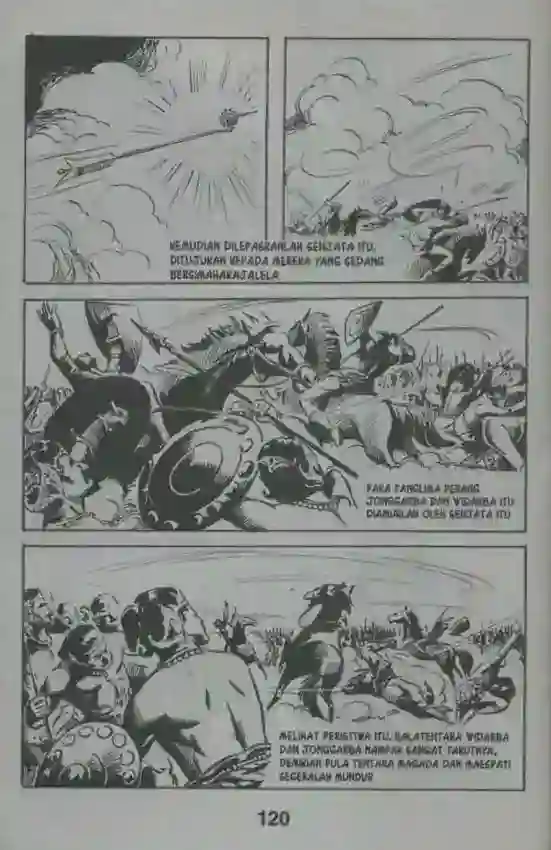 KEMUDIAN DILEPASKANLAH SENJATA ITU,
DITUJUKAN KEPADA MEREKA YANG SEDANG
BERSIMAHARAJALELA
PARA PANGLIMA PERANG
JONGGARBA DAN WIDARBA ITU
DIAMUKLAH OLEH SENJATA ITU
MELIHAT PERISTIWA ITU, BALATENTARA WIDARBA
DAN JONGGARBA NAMPAK SANGAT TAKUTNYA,
DEMIKIAN PULA TENTARA MAGADA DAN MAESPATI
SEGERALAH MUNDUR
120